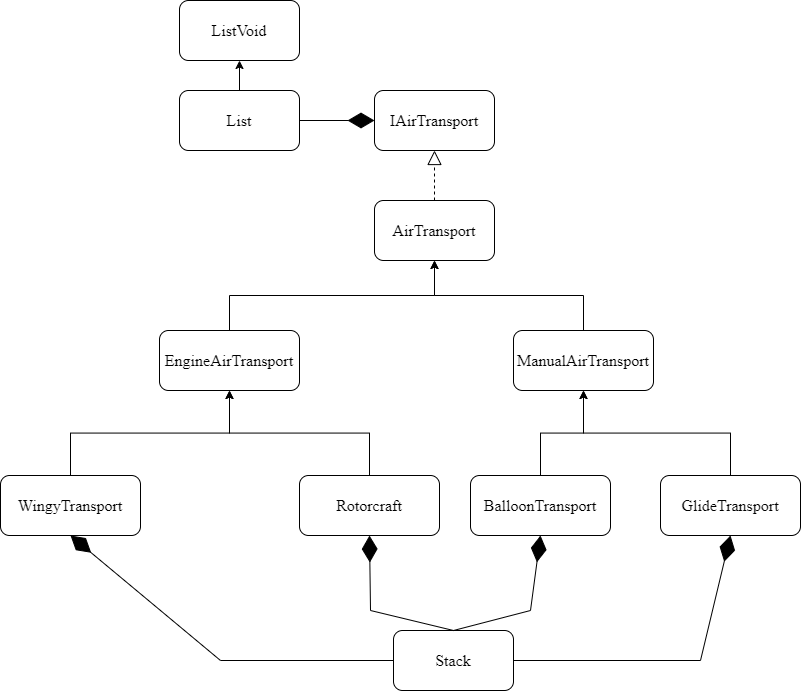 ListVoid
List
IAirTransport
AirTransport
EngineAirTransport
ManualAirTransport
WingyTransport
Rotorcraft
BalloonTransport
GlideTransport
Stack